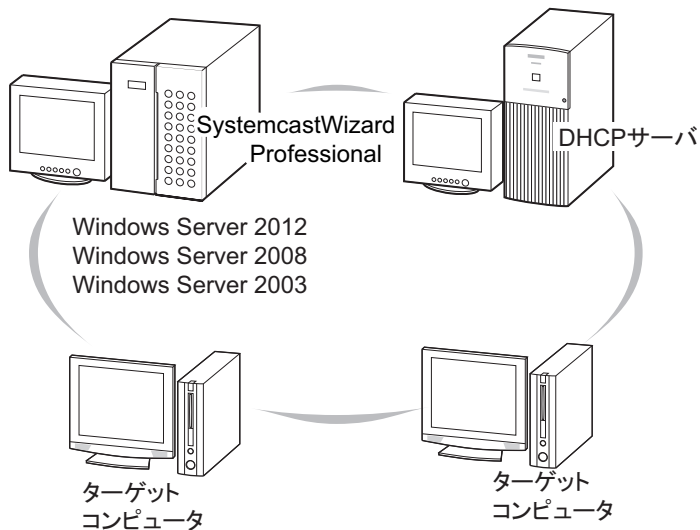 SystemcastWizard
Professional
DHCPサーバ
Windows Server 2012
Windows Server 2008
Windows Server 2003
ターゲット
コンピュータ
ターゲット
コンピュータ